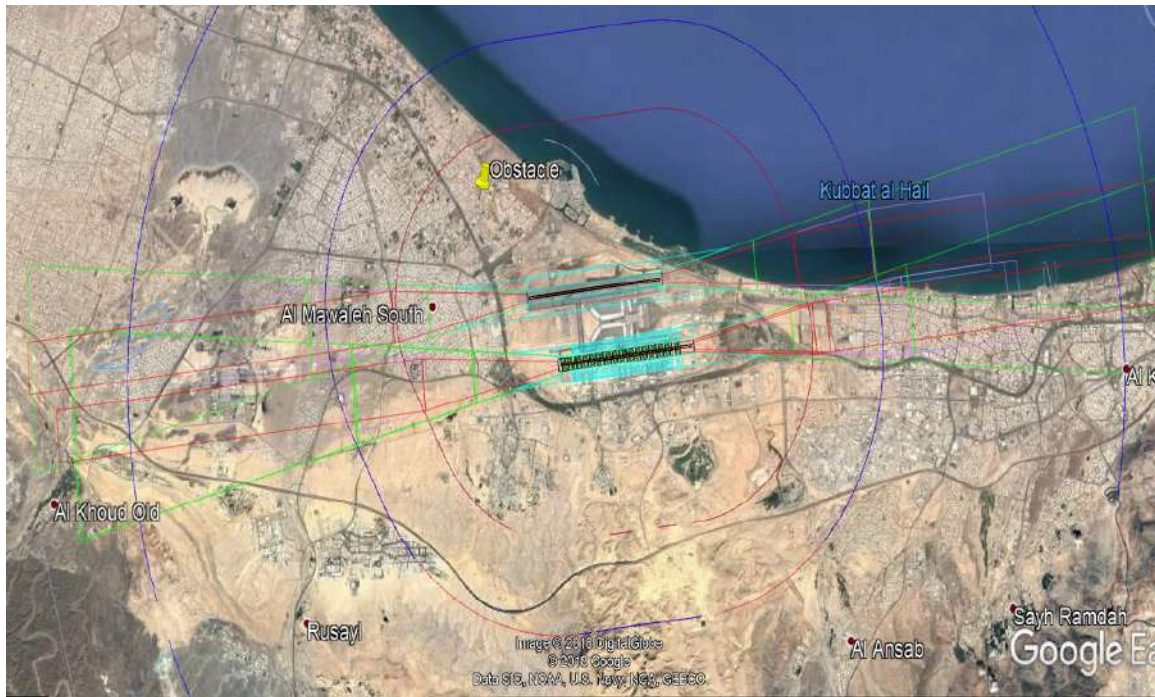 Obstacle
Kubbat al Hail
Al Mawaleh South
Al K
Al Khoud Old
Rusayl
Sayh Ramdah
Al Ansab
Image © 2018 DigitalGlobe
© 2018 Google
Data SIO, NOAA, U.S. Navy, NGA, GEBCO
Google Ea